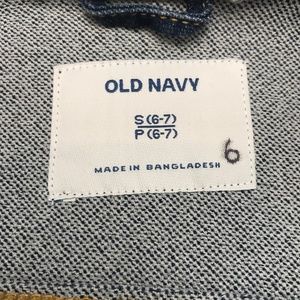 OLD NAVY
S (6-7)
P (6-7)
6
MADE IN BANGLADESH